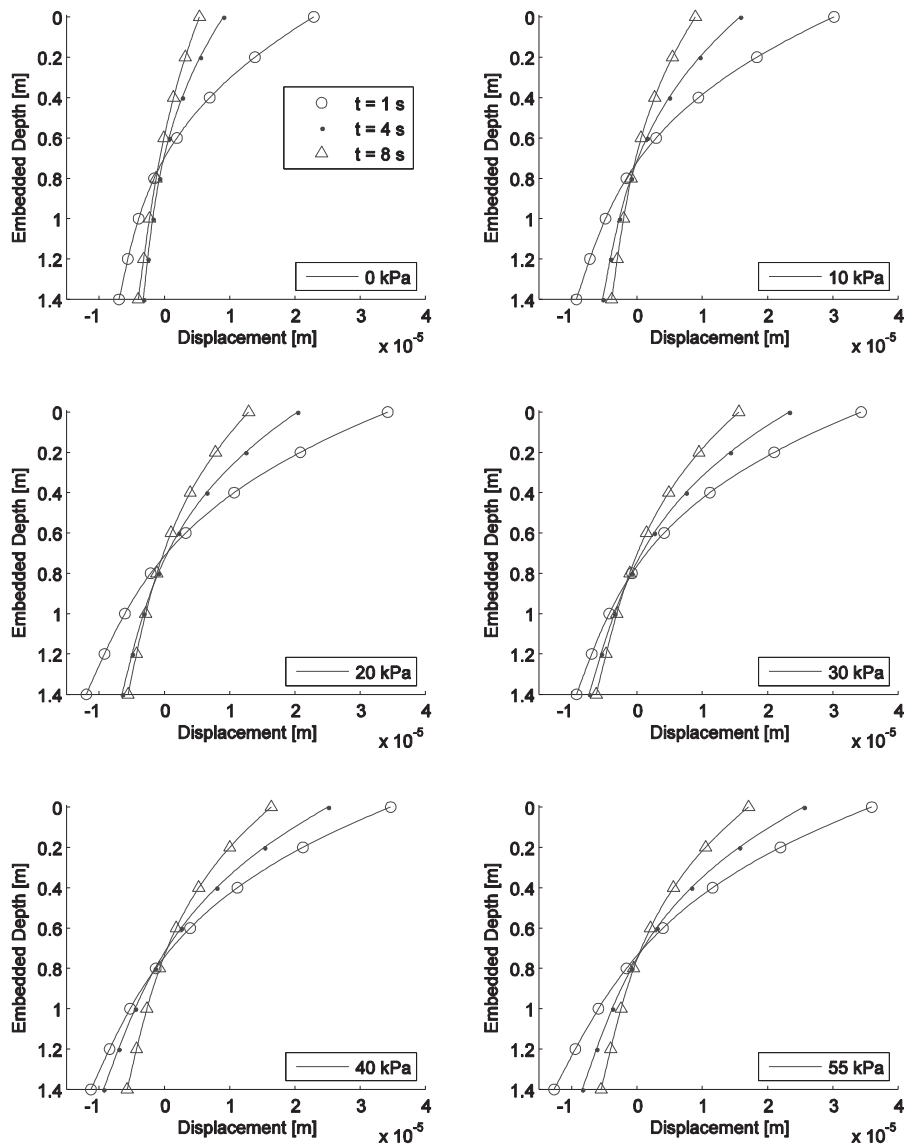 0
0.2
0.4
0.6
0.8
1
1.2
1.4
Embedded Depth [m]
t = 1 s
t = 4 s
t = 8 s
0 kPa
-1 0 1 2 3 4
Displacement [m]
x 10⁻⁵
0
0.2
0.4
0.6
0.8
1
1.2
1.4
Embedded Depth [m]
10 kPa
-1 0 1 2 3 4
Displacement [m]
x 10⁻⁵
0
0.2
0.4
0.6
0.8
1
1.2
1.4
Embedded Depth [m]
20 kPa
-1 0 1 2 3 4
Displacement [m]
x 10⁻⁵
0
0.2
0.4
0.6
0.8
1
1.2
1.4
Embedded Depth [m]
30 kPa
-1 0 1 2 3 4
Displacement [m]
x 10⁻⁵
0
0.2
0.4
0.6
0.8
1
1.2
1.4
Embedded Depth [m]
40 kPa
-1 0 1 2 3 4
Displacement [m]
x 10⁻⁵
0
0.2
0.4
0.6
0.8
1
1.2
1.4
Embedded Depth [m]
55 kPa
-1 0 1 2 3 4
Displacement [m]
x 10⁻⁵